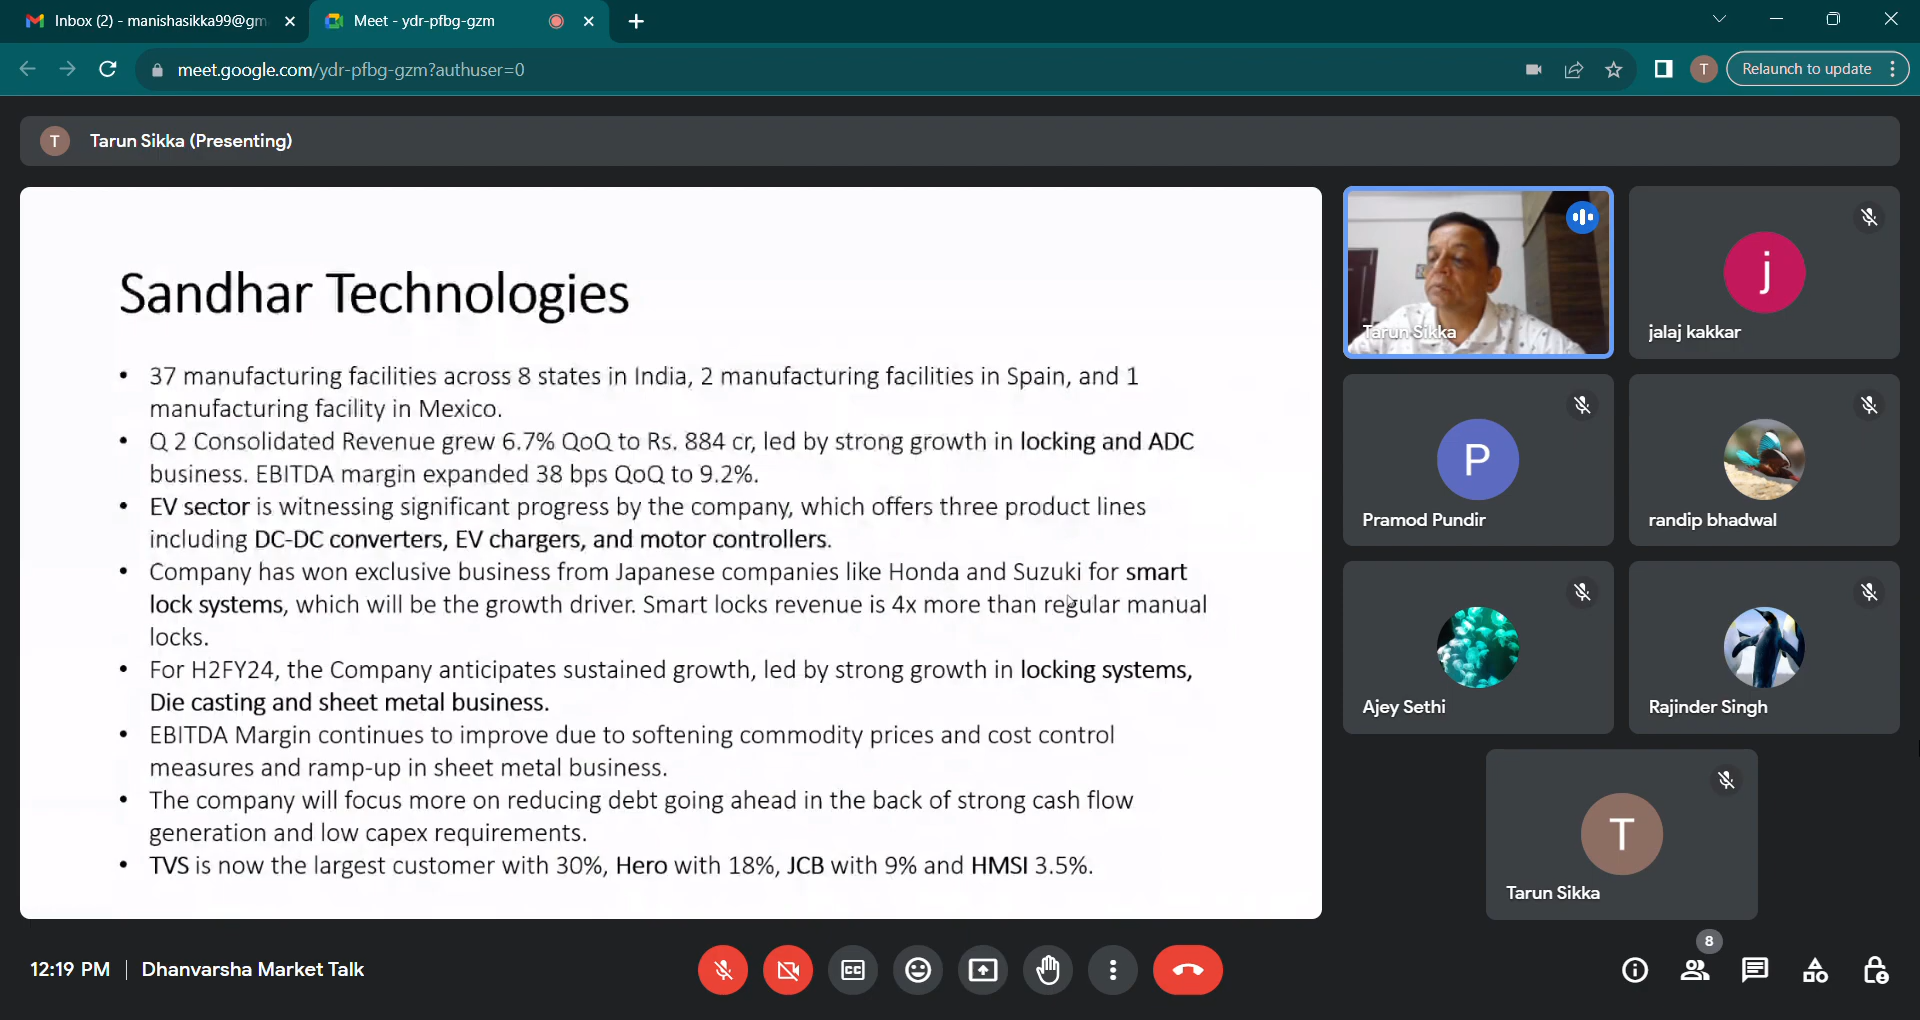 Inbox (2) - manishasikka99@gm
Meet - ydr-pfbg-gzm
meet.google.com/ydr-pfbg-gzm?authuser=0
T
Relaunch to update
T
Tarun Sikka (Presenting)
Sandhar Technologies
• 37 manufacturing facilities across 8 states in India, 2 manufacturing facilities in Spain, and 1
manufacturing facility in Mexico.
• Q 2 Consolidated Revenue grew 6.7% QoQ to Rs. 884 cr, led by strong growth in locking and ADC
business. EBITDA margin expanded 38 bps QoQ to 9.2%.
• EV sector is witnessing significant progress by the company, which offers three product lines
including DC-DC converters, EV chargers, and motor controllers.
• Company has won exclusive business from Japanese companies like Honda and Suzuki for smart
lock systems, which will be the growth driver. Smart locks revenue is 4x more than regular manual
locks.
• For H2FY24, the Company anticipates sustained growth, led by strong growth in locking systems,
Die casting and sheet metal business.
• EBITDA Margin continues to improve due to softening commodity prices and cost control
measures and ramp-up in sheet metal business.
• The company will focus more on reducing debt going ahead in the back of strong cash flow
generation and low capex requirements.
• TVS is now the largest customer with 30%, Hero with 18%, JCB with 9% and HMSI 3.5%.
Tarun Sikka
j
jalaj kakkar
P
Pramod Pundir
randip bhadwal
Ajey Sethi
Rajinder Singh
T
Tarun Sikka
12:19 PM | Dhanvarsha Market Talk
CC
8